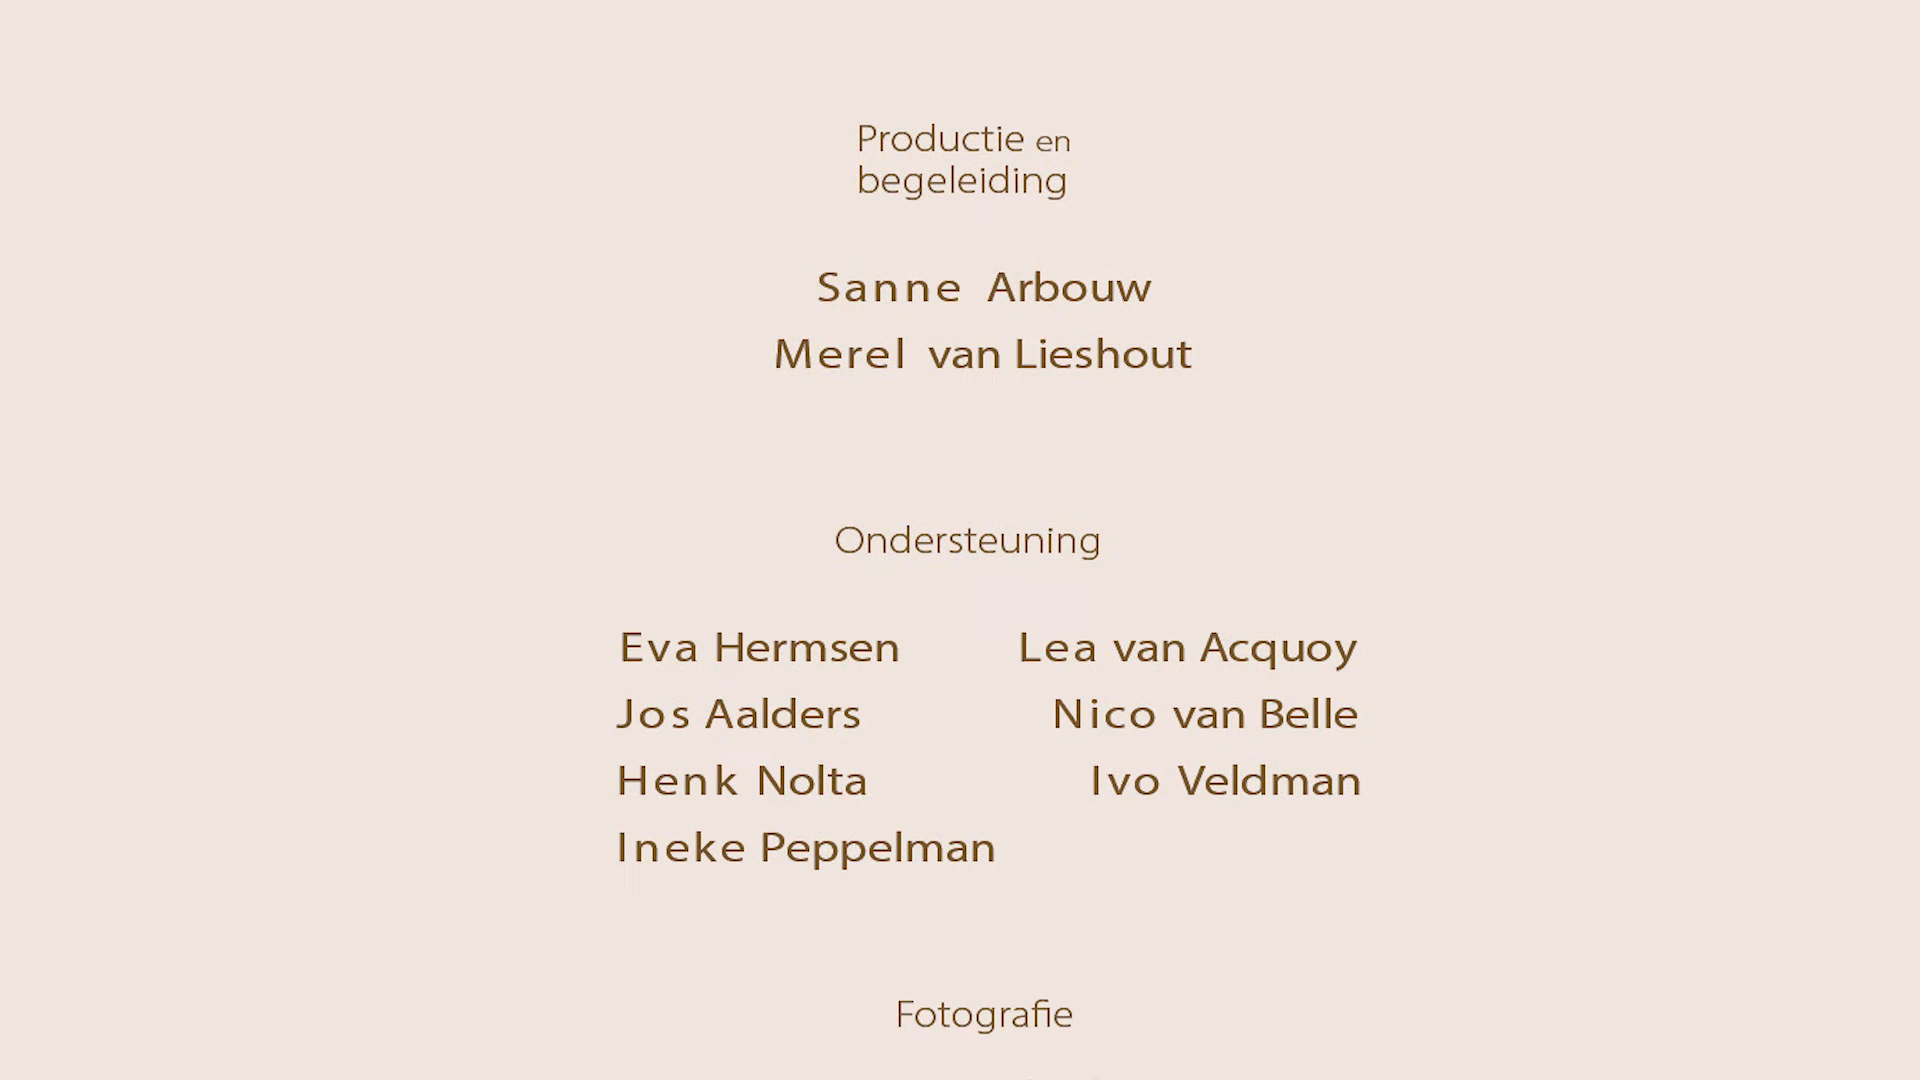 Productie en
begeleiding
Sanne Arbouw
Merel van Lieshout
Ondersteuning
Eva Hermsen Lea van Acquoy
Jos Aalders Nico van Belle
Henk Nolta Ivo Veldman
Ineke Peppelman
Fotografie